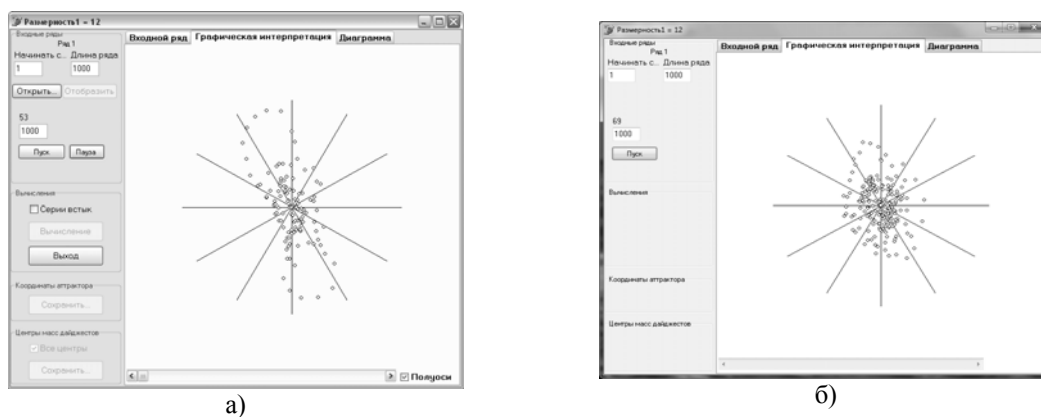 Размерность1 = 12
Входные ряды
Ряд 1
Начинать с... Длина ряда
1 1000
Открыть... Отобразить
53
1000
Пуск Пауза
Вычисления
Серии встык
Вычисление
Выход
Координаты аттрактора
Сохранить...
Центры масс дайджестов
Все центры
Сохранить...
Входной ряд Графическая интерпретация Диаграмма
Полуоси
а)
Размерность1 = 12
Входные ряды
Ряд 1
Начинать с... Длина ряда
1 1000
69
1000
Пуск
Вычисления
Координаты аттрактора
Центры масс дайджестов
Входной ряд Графическая интерпретация Диаграмма
б)